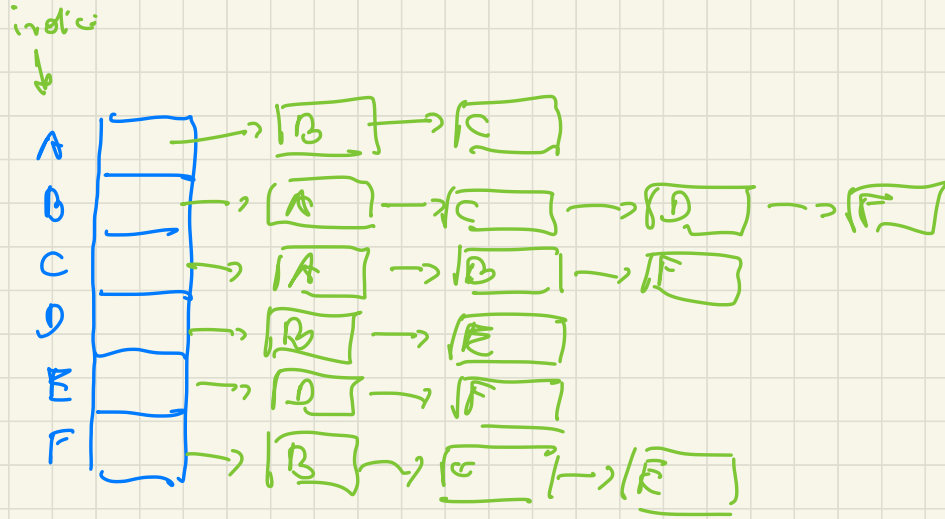 indici
A B C
B A C D F
C A B F
D B E
E D F
F B C E